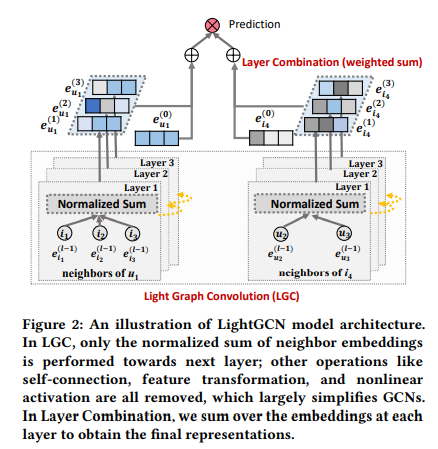 Prediction
Layer Combination (weighted sum)
e_{u_1}^{(3)}
e_{u_1}^{(2)}
e_{u_1}^{(1)}
e_{u_1}^{(0)}
e_{i_4}^{(0)}
e_{i_4}^{(3)}
e_{i_4}^{(2)}
e_{i_4}^{(1)}
Layer 3
Layer 2
Layer 1
Normalized Sum
i_1 i_2 i_3
e_{i_1}^{(l-1)} e_{i_2}^{(l-1)} e_{i_3}^{(l-1)}
neighbors of u_1
Layer 3
Layer 2
Layer 1
Normalized Sum
u_2 u_3
e_{u_2}^{(l-1)} e_{u_3}^{(l-1)}
neighbors of i_4
Light Graph Convolution (LGC)
Figure 2: An illustration of LightGCN model architecture.
In LGC, only the normalized sum of neighbor embeddings
is performed towards next layer; other operations like
self-connection, feature transformation, and nonlinear
activation are all removed, which largely simplifies GCNs.
In Layer Combination, we sum over the embeddings at each
layer to obtain the final representations.